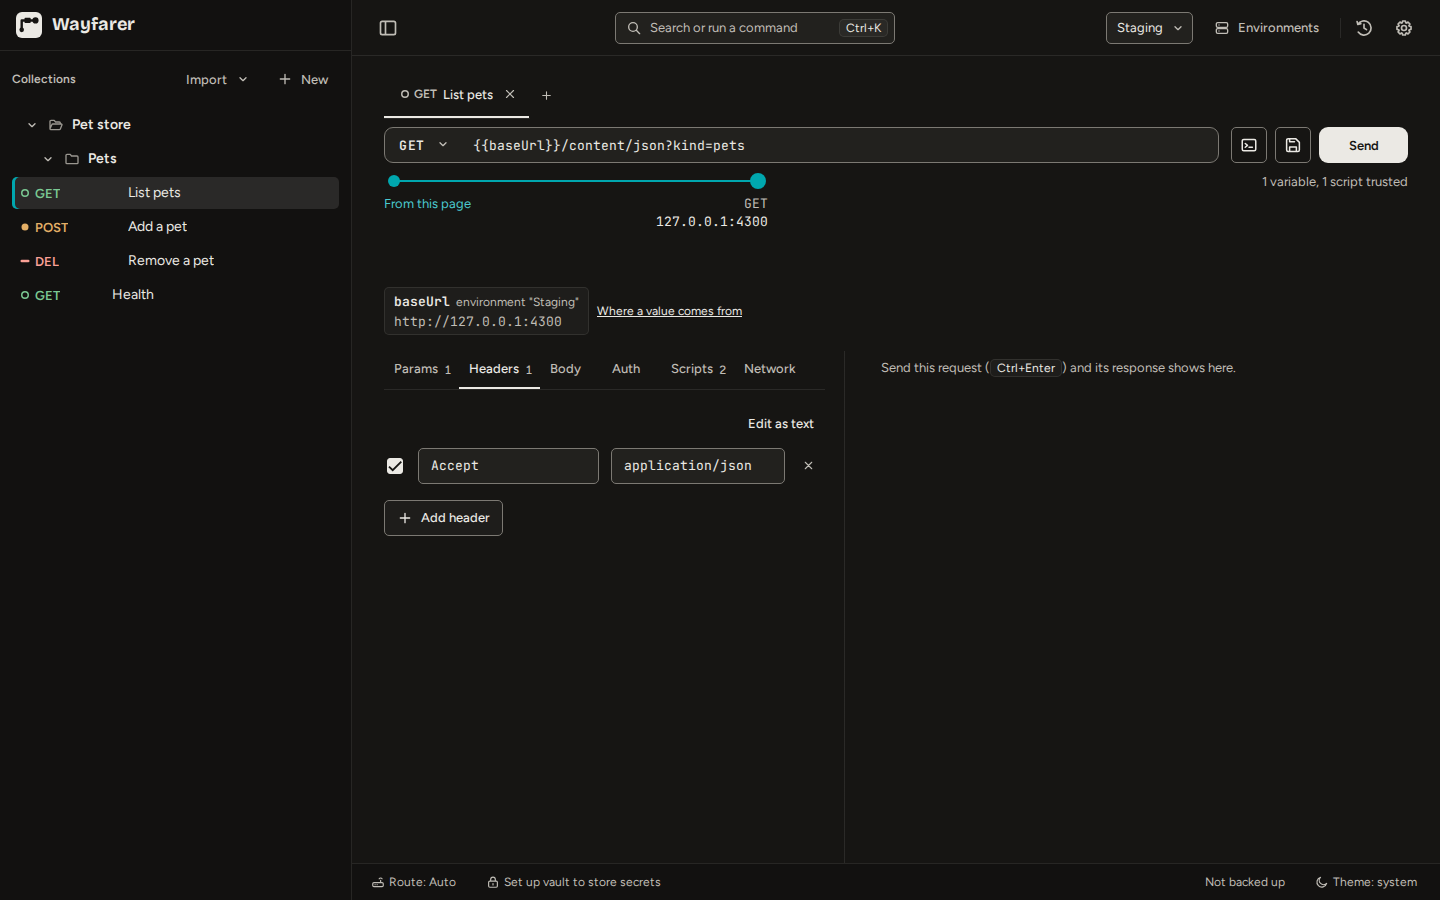 Wayfarer
Search or run a command Ctrl+K
Staging
Environments
Collections
Import
New
Pet store
Pets
GET List pets
POST Add a pet
DEL Remove a pet
GET Health
GET List pets
GET {{baseUrl}}/content/json?kind=pets
Send
1 variable, 1 script trusted
From this page
GET
127.0.0.1:4300
baseUrl environment "Staging"
http://127.0.0.1:4300
Where a value comes from
Params 1 Headers 1 Body Auth Scripts 2 Network
Edit as text
Accept application/json
Add header
Send this request (Ctrl+Enter) and its response shows here.
Route: Auto
Set up vault to store secrets
Not backed up
Theme: system